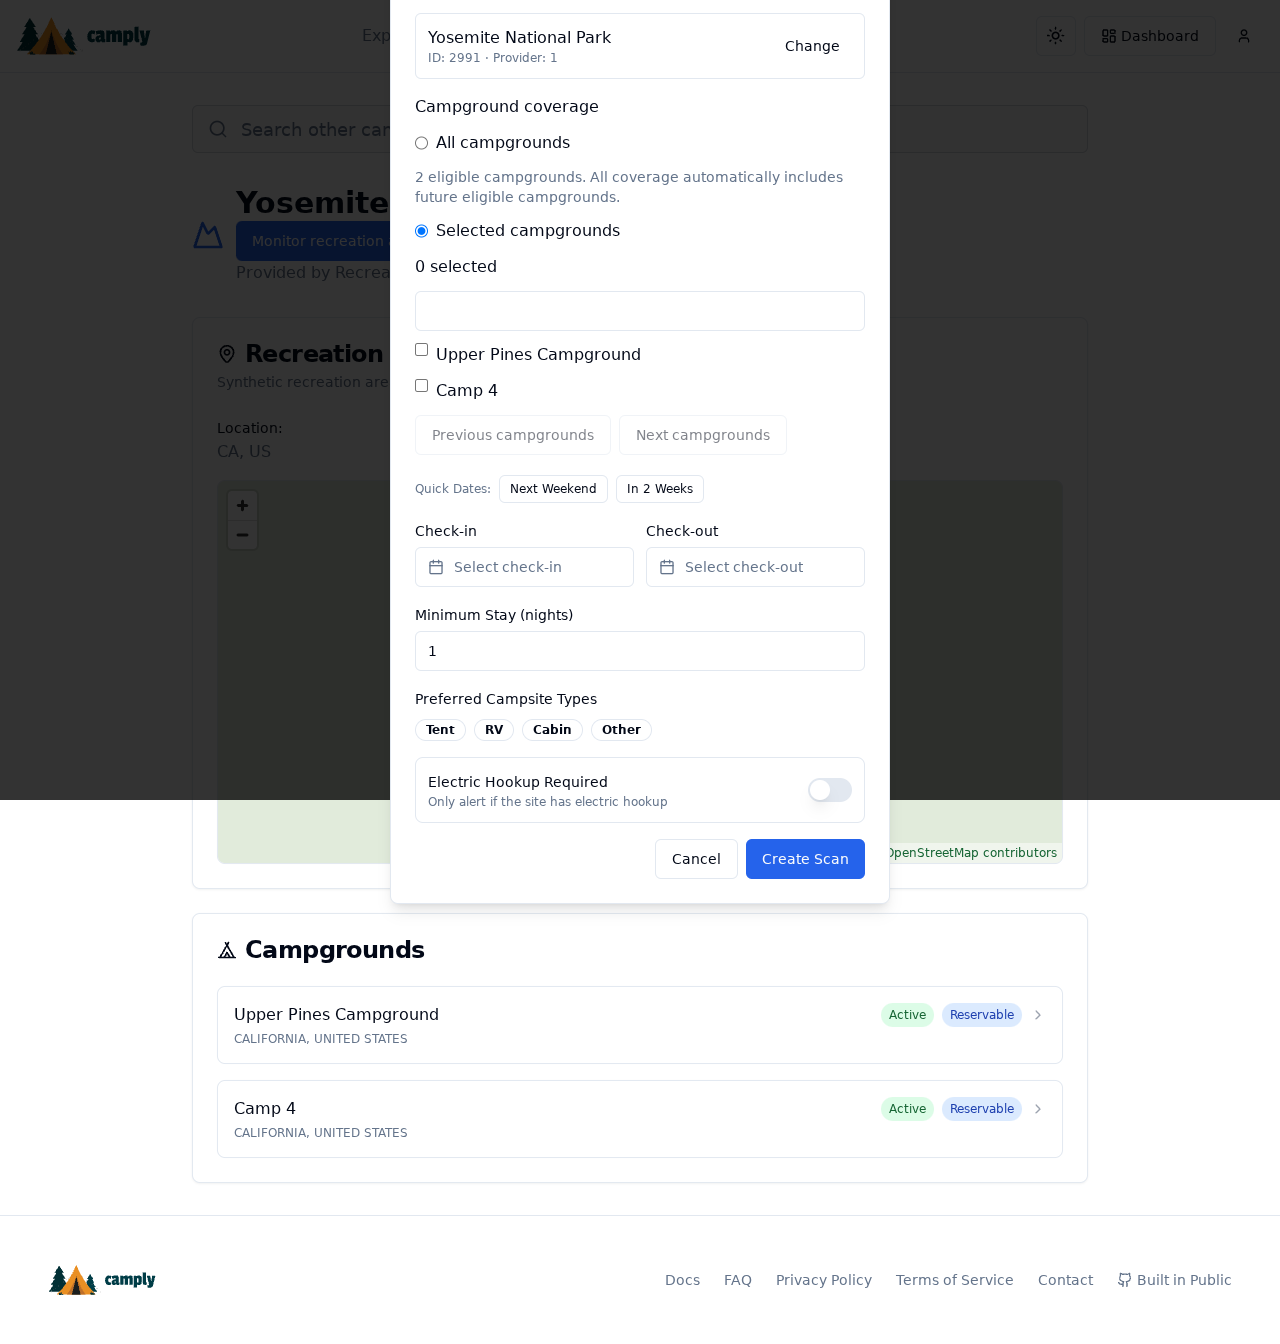 camply
Exp
Dashboard
Search other car
Yosemite
Monitor recreation a
Provided by Recrea
Recreation
Synthetic recreation are
Location:
CA, US
+
−
Yosemite National Park
ID: 2991 · Provider: 1
Change
Campground coverage
All campgrounds
2 eligible campgrounds. All coverage automatically includes
future eligible campgrounds.
Selected campgrounds
0 selected
Upper Pines Campground
Camp 4
Previous campgrounds
Next campgrounds
Quick Dates:
Next Weekend
In 2 Weeks
Check-in
Check-out
Select check-in
Select check-out
Minimum Stay (nights)
1
Preferred Campsite Types
Tent
RV
Cabin
Other
Electric Hookup Required
Only alert if the site has electric hookup
Cancel
Create Scan
OpenStreetMap contributors
Campgrounds
Upper Pines Campground
Active
Reservable
CALIFORNIA, UNITED STATES
Camp 4
Active
Reservable
CALIFORNIA, UNITED STATES
camply
Docs
FAQ
Privacy Policy
Terms of Service
Contact
Built in Public